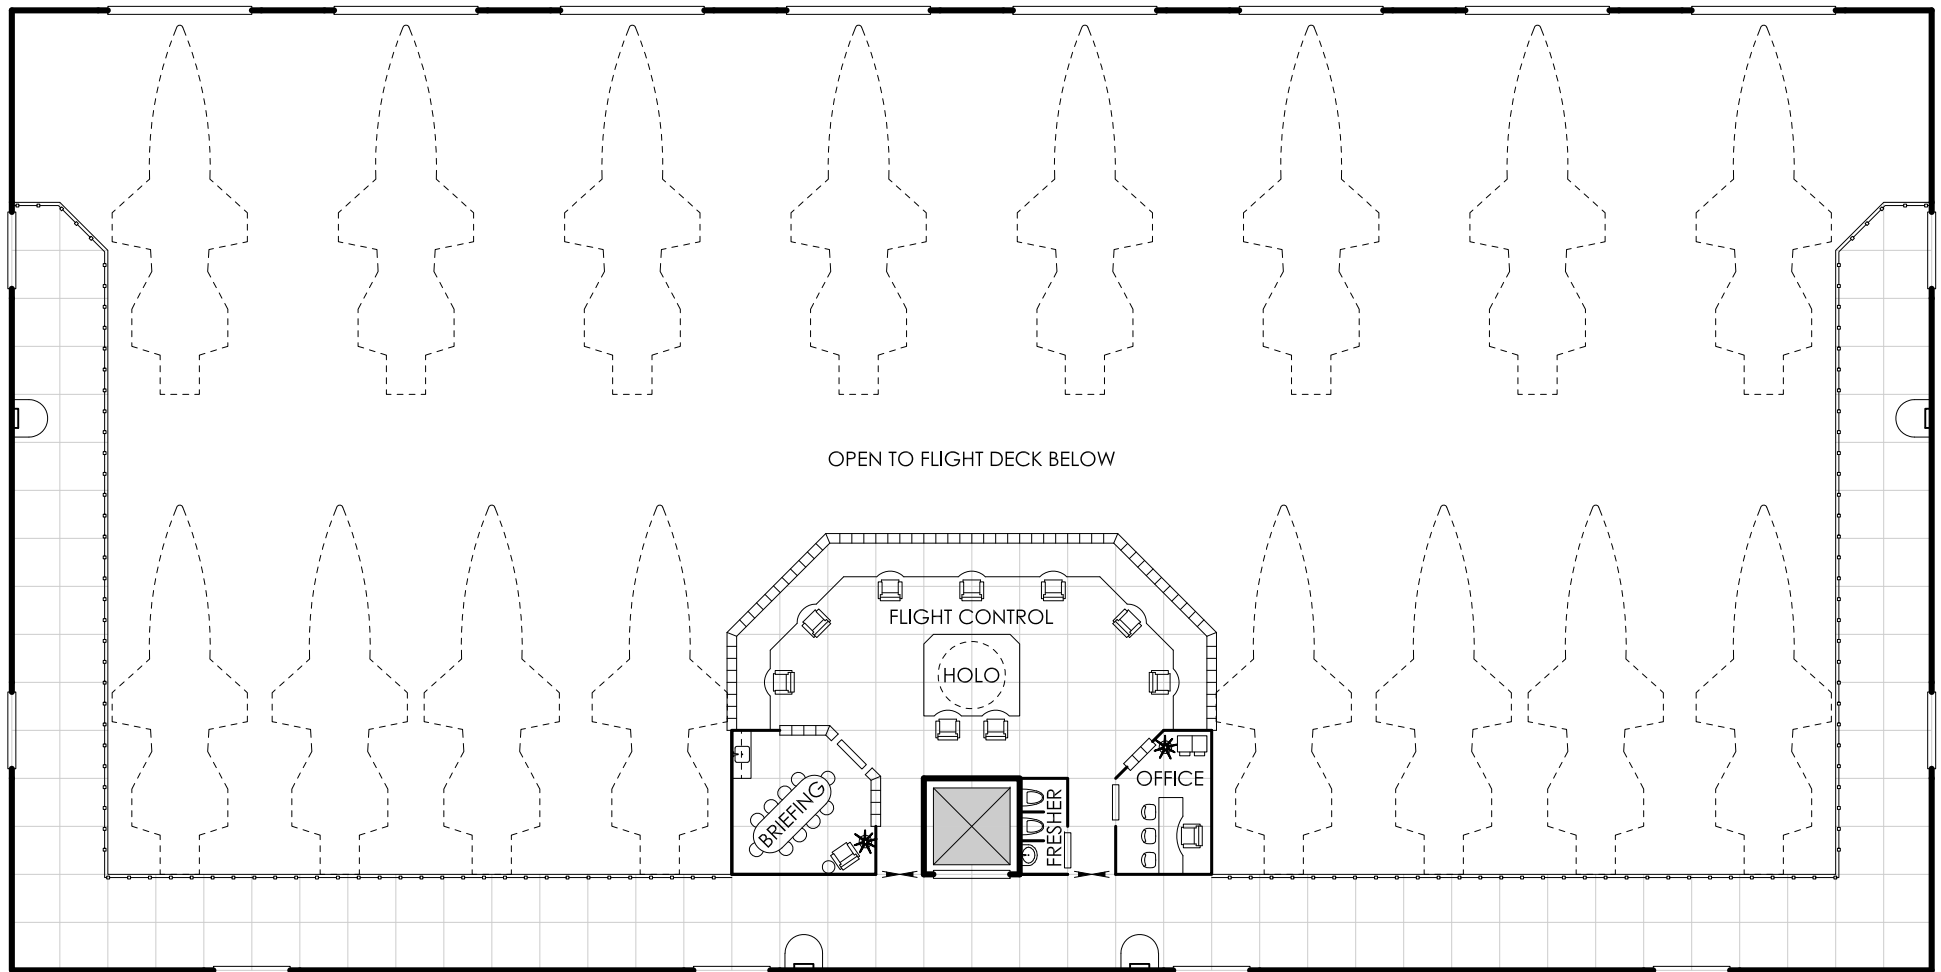 OPEN TO FLIGHT DECK BELOW
FLIGHT CONTROL
HOLO
OFFICE
BRIEFING
FRESHER